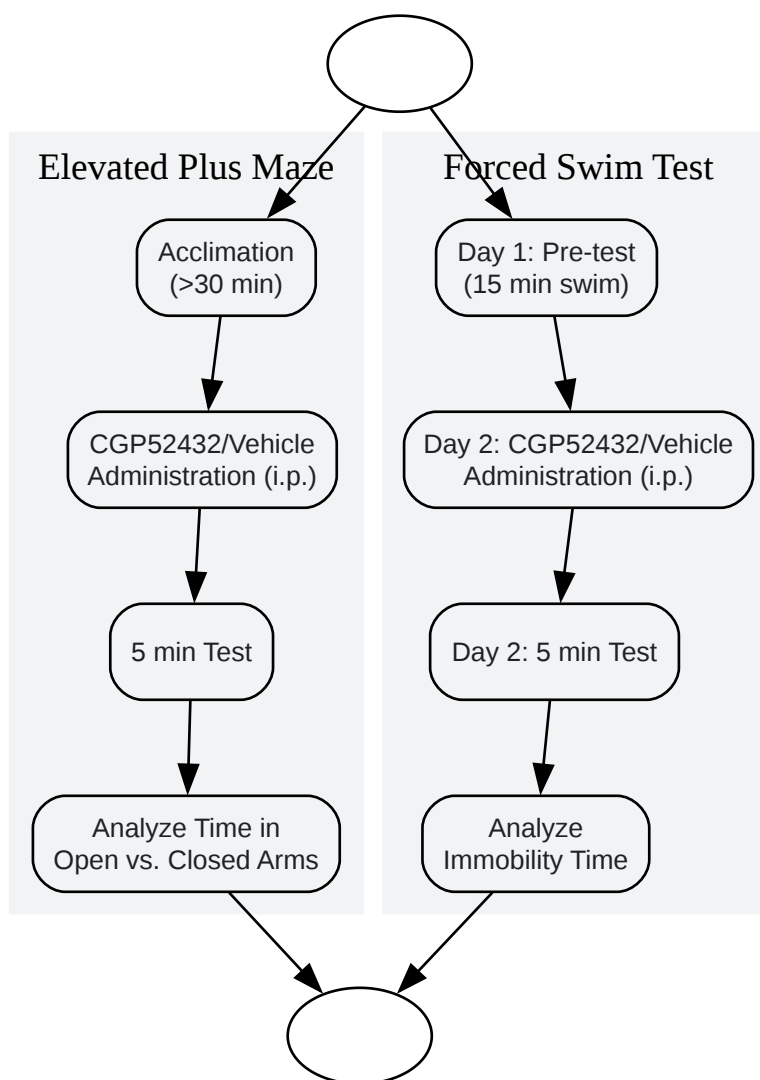 Elevated Plus Maze
Acclimation
(>30 min)
CGP52432/Vehicle
Administration (i.p.)
5 min Test
Analyze Time in
Open vs. Closed Arms
Forced Swim Test
Day 1: Pre-test
(15 min swim)
Day 2: CGP52432/Vehicle
Administration (i.p.)
Day 2: 5 min Test
Analyze
Immobility Time